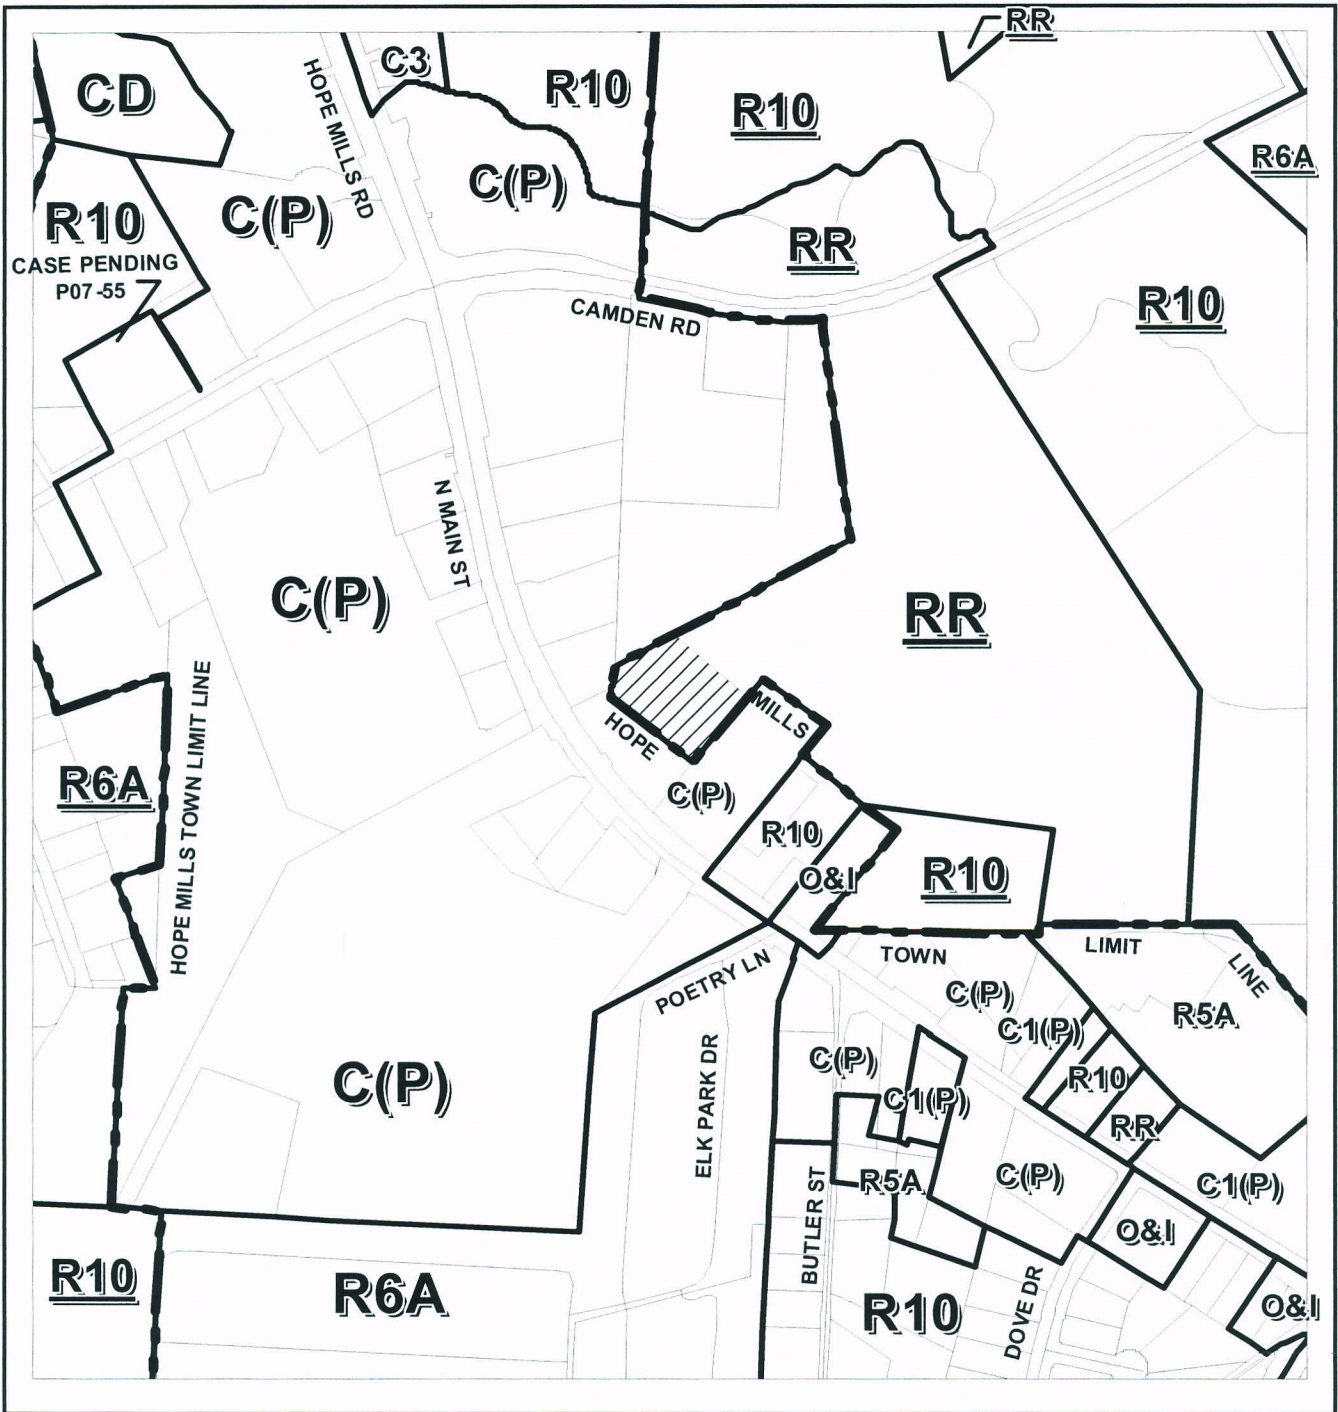 RR
C3
CD
R10
R10
HOPE MILLS RD
R6A
C(P)
R10
C(P)
RR
CASE PENDING
P07-55
R10
CAMDEN RD
N MAIN ST
C(P)
RR
HOPE MILLS TOWN LIMIT LINE
HOPE
MILLS
R6A
C(P)
R10
O&I
R10
TOWN
LIMIT
LINE
POETRY LN
C(P)
R5A
C1(P)
ELK PARK DR
C(P)
R10
C(P)
C1(P)
RR
R5A
C(P)
C1(P)
BUTLER ST
O&I
R10
R6A
R10
DOVE DR
O&I